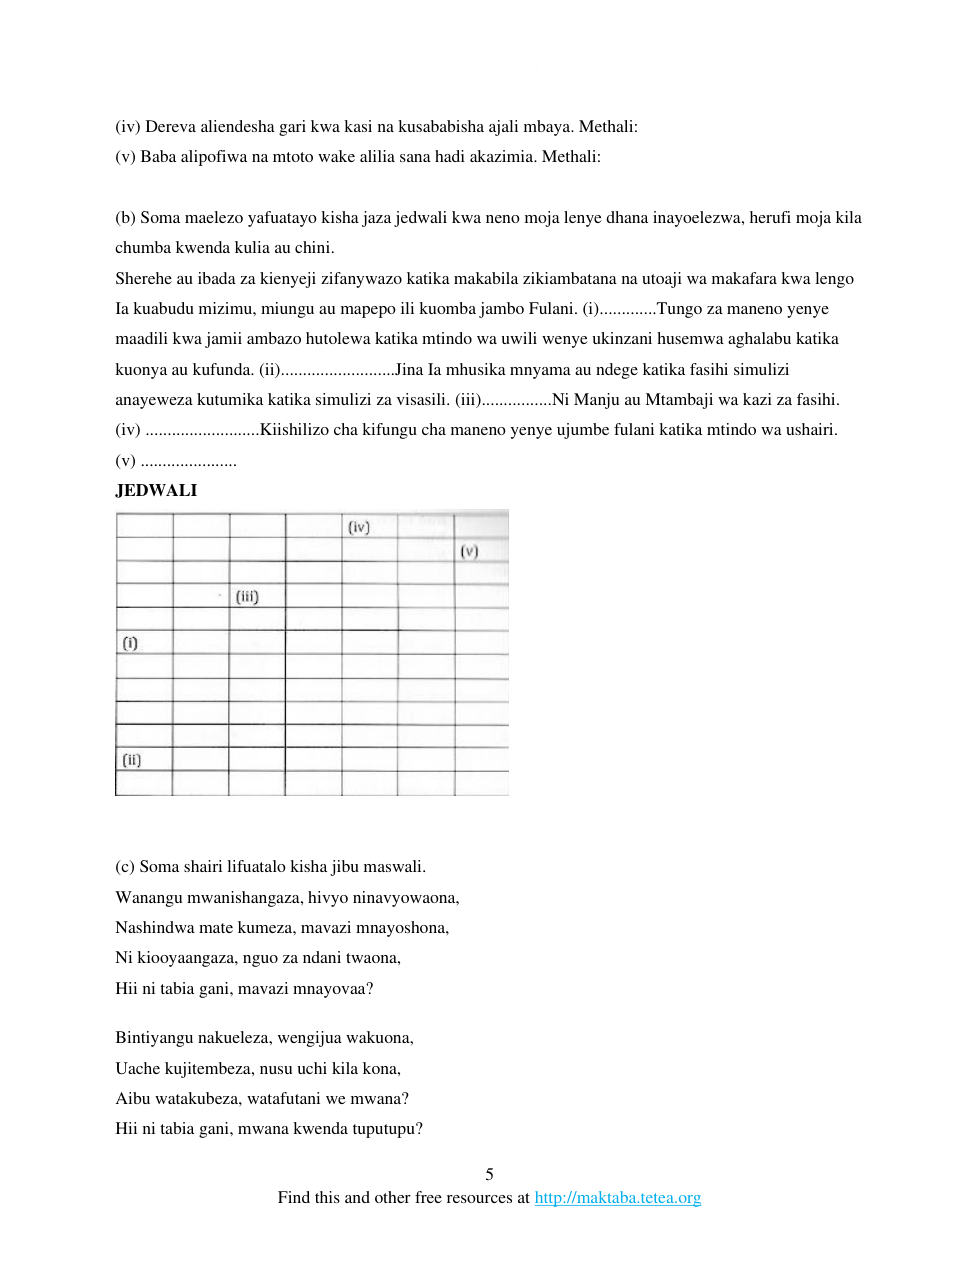 (iv) Dereva aliendesha gari kwa kasi na kusababisha ajali mbaya. Methali:
(v) Baba alipofiwa na mtoto wake alilia sana hadi akazimia. Methali:
(b) Soma maelezo yafuatayo kisha jaza jedwali kwa neno moja lenye dhana inayoelezwa, herufi moja kila
chumba kwenda kulia au chini.
Sherehe au ibada za kienyeji zifanywazo katika makabila zikiambatana na utoaji wa makafara kwa lengo
Ia kuabudu mizimu, miungu au mapepo ili kuomba jambo Fulani. (i).............Tungo za maneno yenye
maadili kwa jamii ambazo hutolewa katika mtindo wa uwili wenye ukinzani husemwa aghalabu katika
kuonya au kufunda. (ii)..........................Jina Ia mhusika mnyama au ndege katika fasihi simulizi
anayeweza kutumika katika simulizi za visasili. (iii)................Ni Manju au Mtambaji wa kazi za fasihi.
(iv) ..........................Kiishilizo cha kifungu cha maneno yenye ujumbe fulani katika mtindo wa ushairi.
(v) ......................
JEDWALI
(iv)
(v)
(iii)
(i)
(ii)
(c) Soma shairi lifuatalo kisha jibu maswali.
Wanangu mwanishangaza, hivyo ninavyowaona,
Nashindwa mate kumeza, mavazi mnayoshona,
Ni kiooyaangaza, nguo za ndani twaona,
Hii ni tabia gani, mavazi mnayovaa?
Bintiyangu nakueleza, wengijua wakuona,
Uache kujitembeza, nusu uchi kila kona,
Aibu watakubeza, watafutani we mwana?
Hii ni tabia gani, mwana kwenda tuputupu?
5
Find this and other free resources at http://maktaba.tetea.org